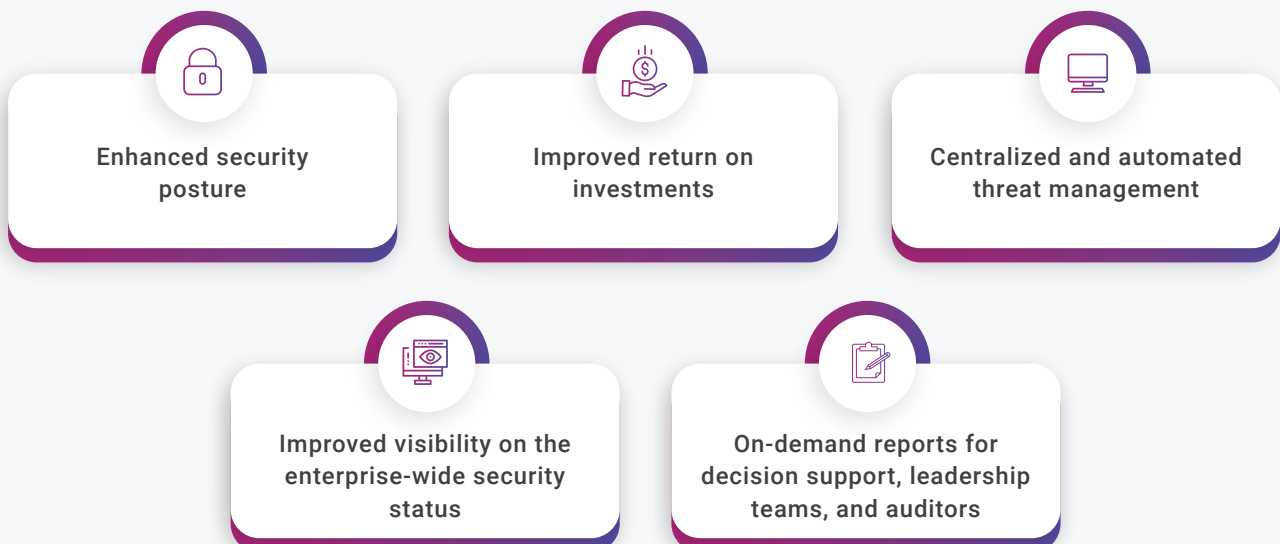 Enhanced security
posture
Improved return on
investments
Centralized and automated
threat management
Improved visibility on the
enterprise-wide security
status
On-demand reports for
decision support, leadership
teams, and auditors